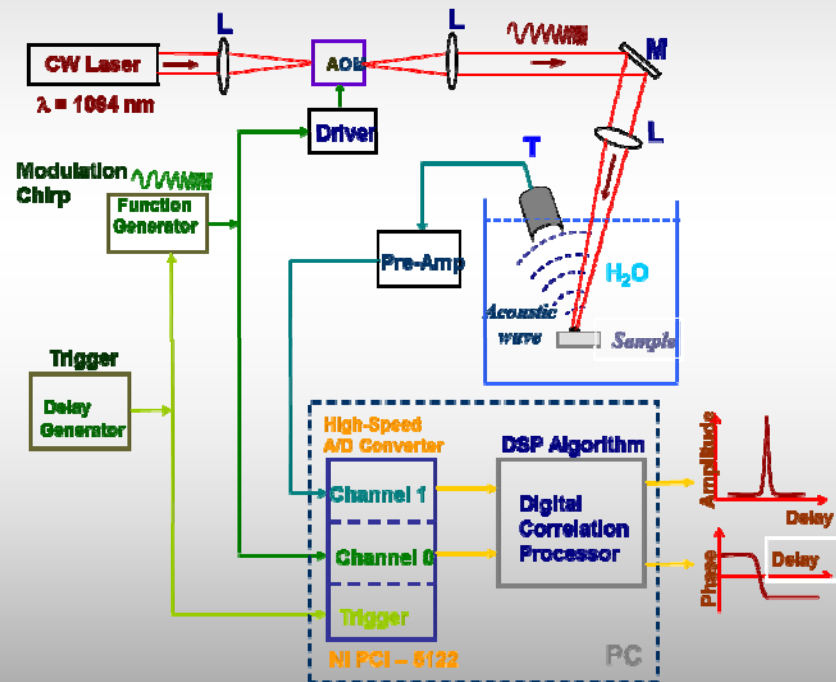 L
L
CW Laser
AOM
M
λ = 1064 nm
Driver
L
T
Modulation
Chirp
Function
Generator
Pre-Amp
H₂O
Acoustic
wave
Sample
Trigger
Delay
Generator
High-Speed
A/D Converter
DSP Algorithm
Channel 1
Digital
Correlation
Processor
Channel 0
Trigger
NI PCI – 5122
PC
Amplitude
Delay
Phase
Delay